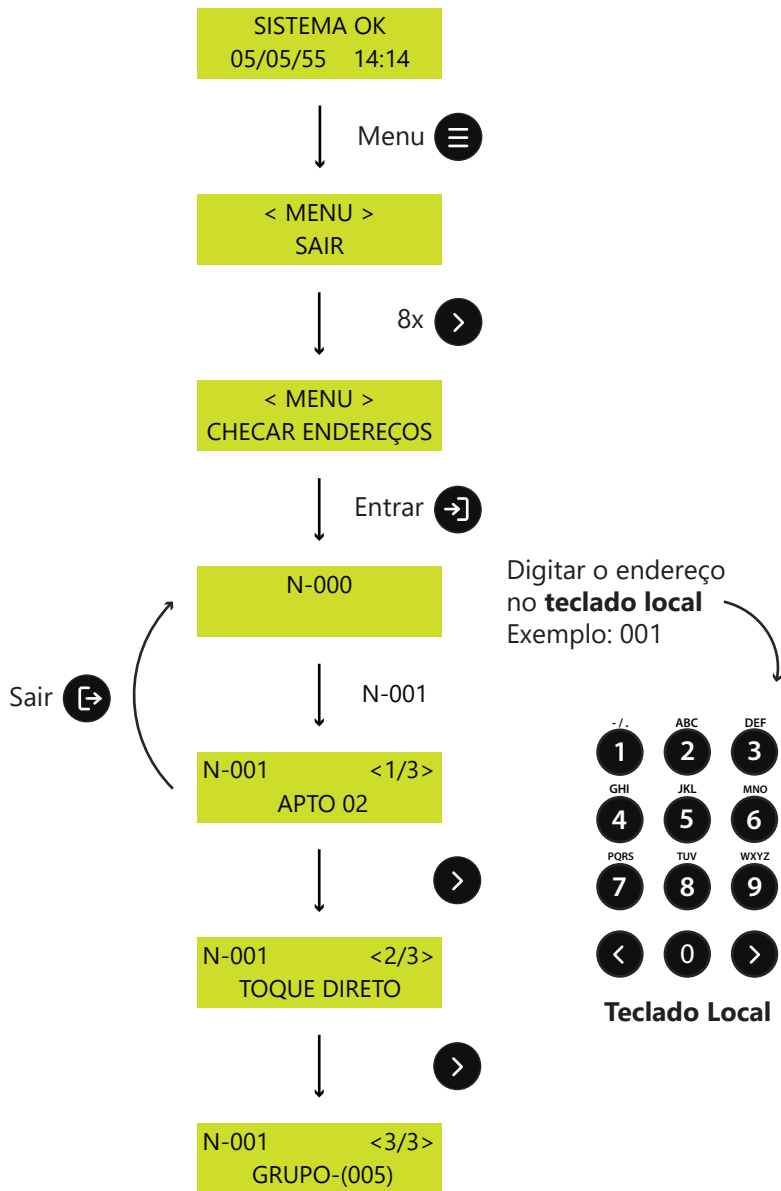 SISTEMA OK
05/05/55 14:14
Menu
< MENU >
SAIR
8x
< MENU >
CHECAR ENDEREÇOS
Entrar
N-000
Digitar o endereço
no teclado local
Exemplo: 001
Sair
N-001
N-001 <1/3>
APTO 02
N-001 <2/3>
TOQUE DIRETO
N-001 <3/3>
GRUPO-(005)
- / . ABC DEF
1 2 3
GHI JKL MNO
4 5 6
PQRS TUV WXYZ
7 8 9
< 0 >
Teclado Local